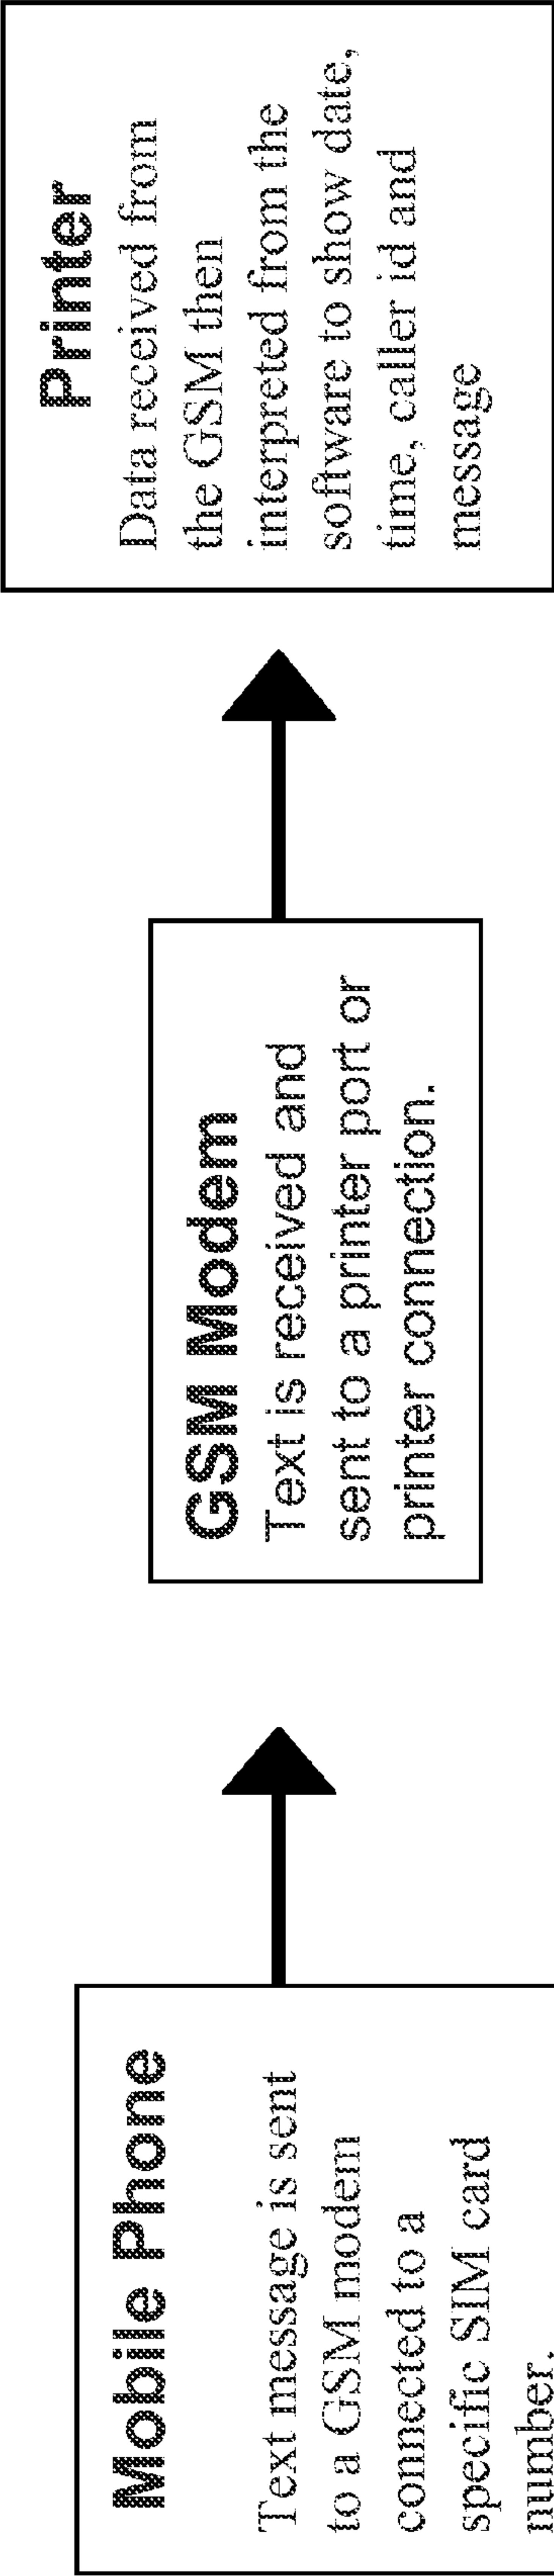 Mobile Phone
Text message is sent
to a GSM modem
connected to a
specific SIM card
number.
GSM Modem
Text is received and
sent to a printer port or
printer connection.
Printer
Data received from
the GSM then
interpreted from the
software to show date,
time, caller id and
message